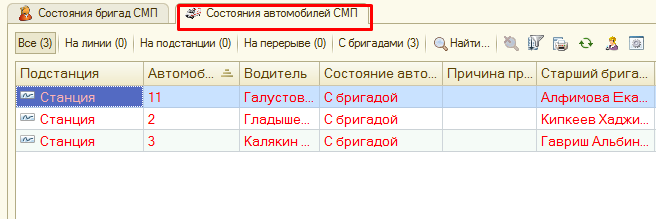 Состояния бригад СМП Состояния автомобилей СМП
Все (3) На линии (0) На подстанции (0) На перерыве (0) С бригадами (3) Найти...
Подстанция Автомоб... Водитель Состояние авто... Причина пр... Старший брига...
Станция 11 Галустов... С бригадой Алфимова Ека...
Станция 2 Гладыше... С бригадой Кипкеев Хаджи...
Станция 3 Калякин ... С бригадой Гавриш Альбин...